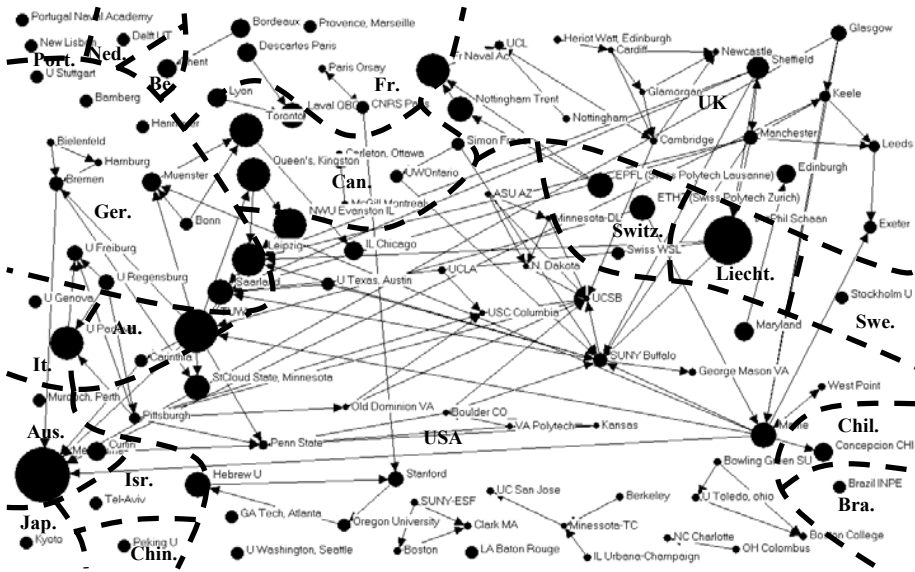 Portugal Naval Academy
Bordeaux
Provence, Marseille
Glasgow
New Lisbon
Delft UT
Ned.
Port.
Descartes Paris
UCL
Heriot Watt, Edinburgh
Cardiff
Newcastle
Fr Naval Ac
Sheffield
U Stuttgart
Ghent
Be.
Paris Orsay
Fr.
Glamorgan
Keele
UK
Bamberg
Lyon
Toronto
Laval QBC
CNRS Paris
Nottingham Trent
Nottingham
Hannover
Manchester
Cambridge
Bielenfeld
Simon Fra
Leeds
Hamburg
Queen's, Kingston
Carleton, Ottawa
Edinburgh
Bremen
Muenster
Can.
UWOntario
CEPFL (Swiss Polytech Lausanne)
ASU AZ
ETHZ (Swiss Polytech Zurich)
McGill Montreal
Ger.
Bonn
NWU Evanston IL
Minnesota-DL
Switz.
Phil Schaan
Exeter
U Freiburg
Leipzig
IL Chicago
Swiss WSL
UCLA
N. Dakota
Liecht.
U Regensburg
Saarland
U Texas, Austin
U Genova
UCSB
Stockholm U
Au.
TUW
USC Columbia
Swe.
Maryland
It.
Carinthia
SUNY Buffalo
George Mason VA
StCloud State, Minnesota
West Point
Murdoch, Perth
Old Dominion VA
Pittsburgh
Boulder CO
VA Polytech
Kansas
Maine
Chil.
Aus.
Curtin
Penn State
USA
Concepcion CHI
Bowling Green SU
Isr.
Hebrew U
Stanford
Brazil INPE
Tel-Aviv
UC San Jose
Berkeley
U Toledo, ohio
Bra.
SUNY-ESF
GA Tech, Atlanta
Oregon University
Clark MA
Minessota-TC
Jap.
Kyoto
Peking U
Chin.
NC Charlotte
Boston College
U Washington, Seattle
Boston
LA Baton Rouge
IL Urbana-Champaign
OH Colombus